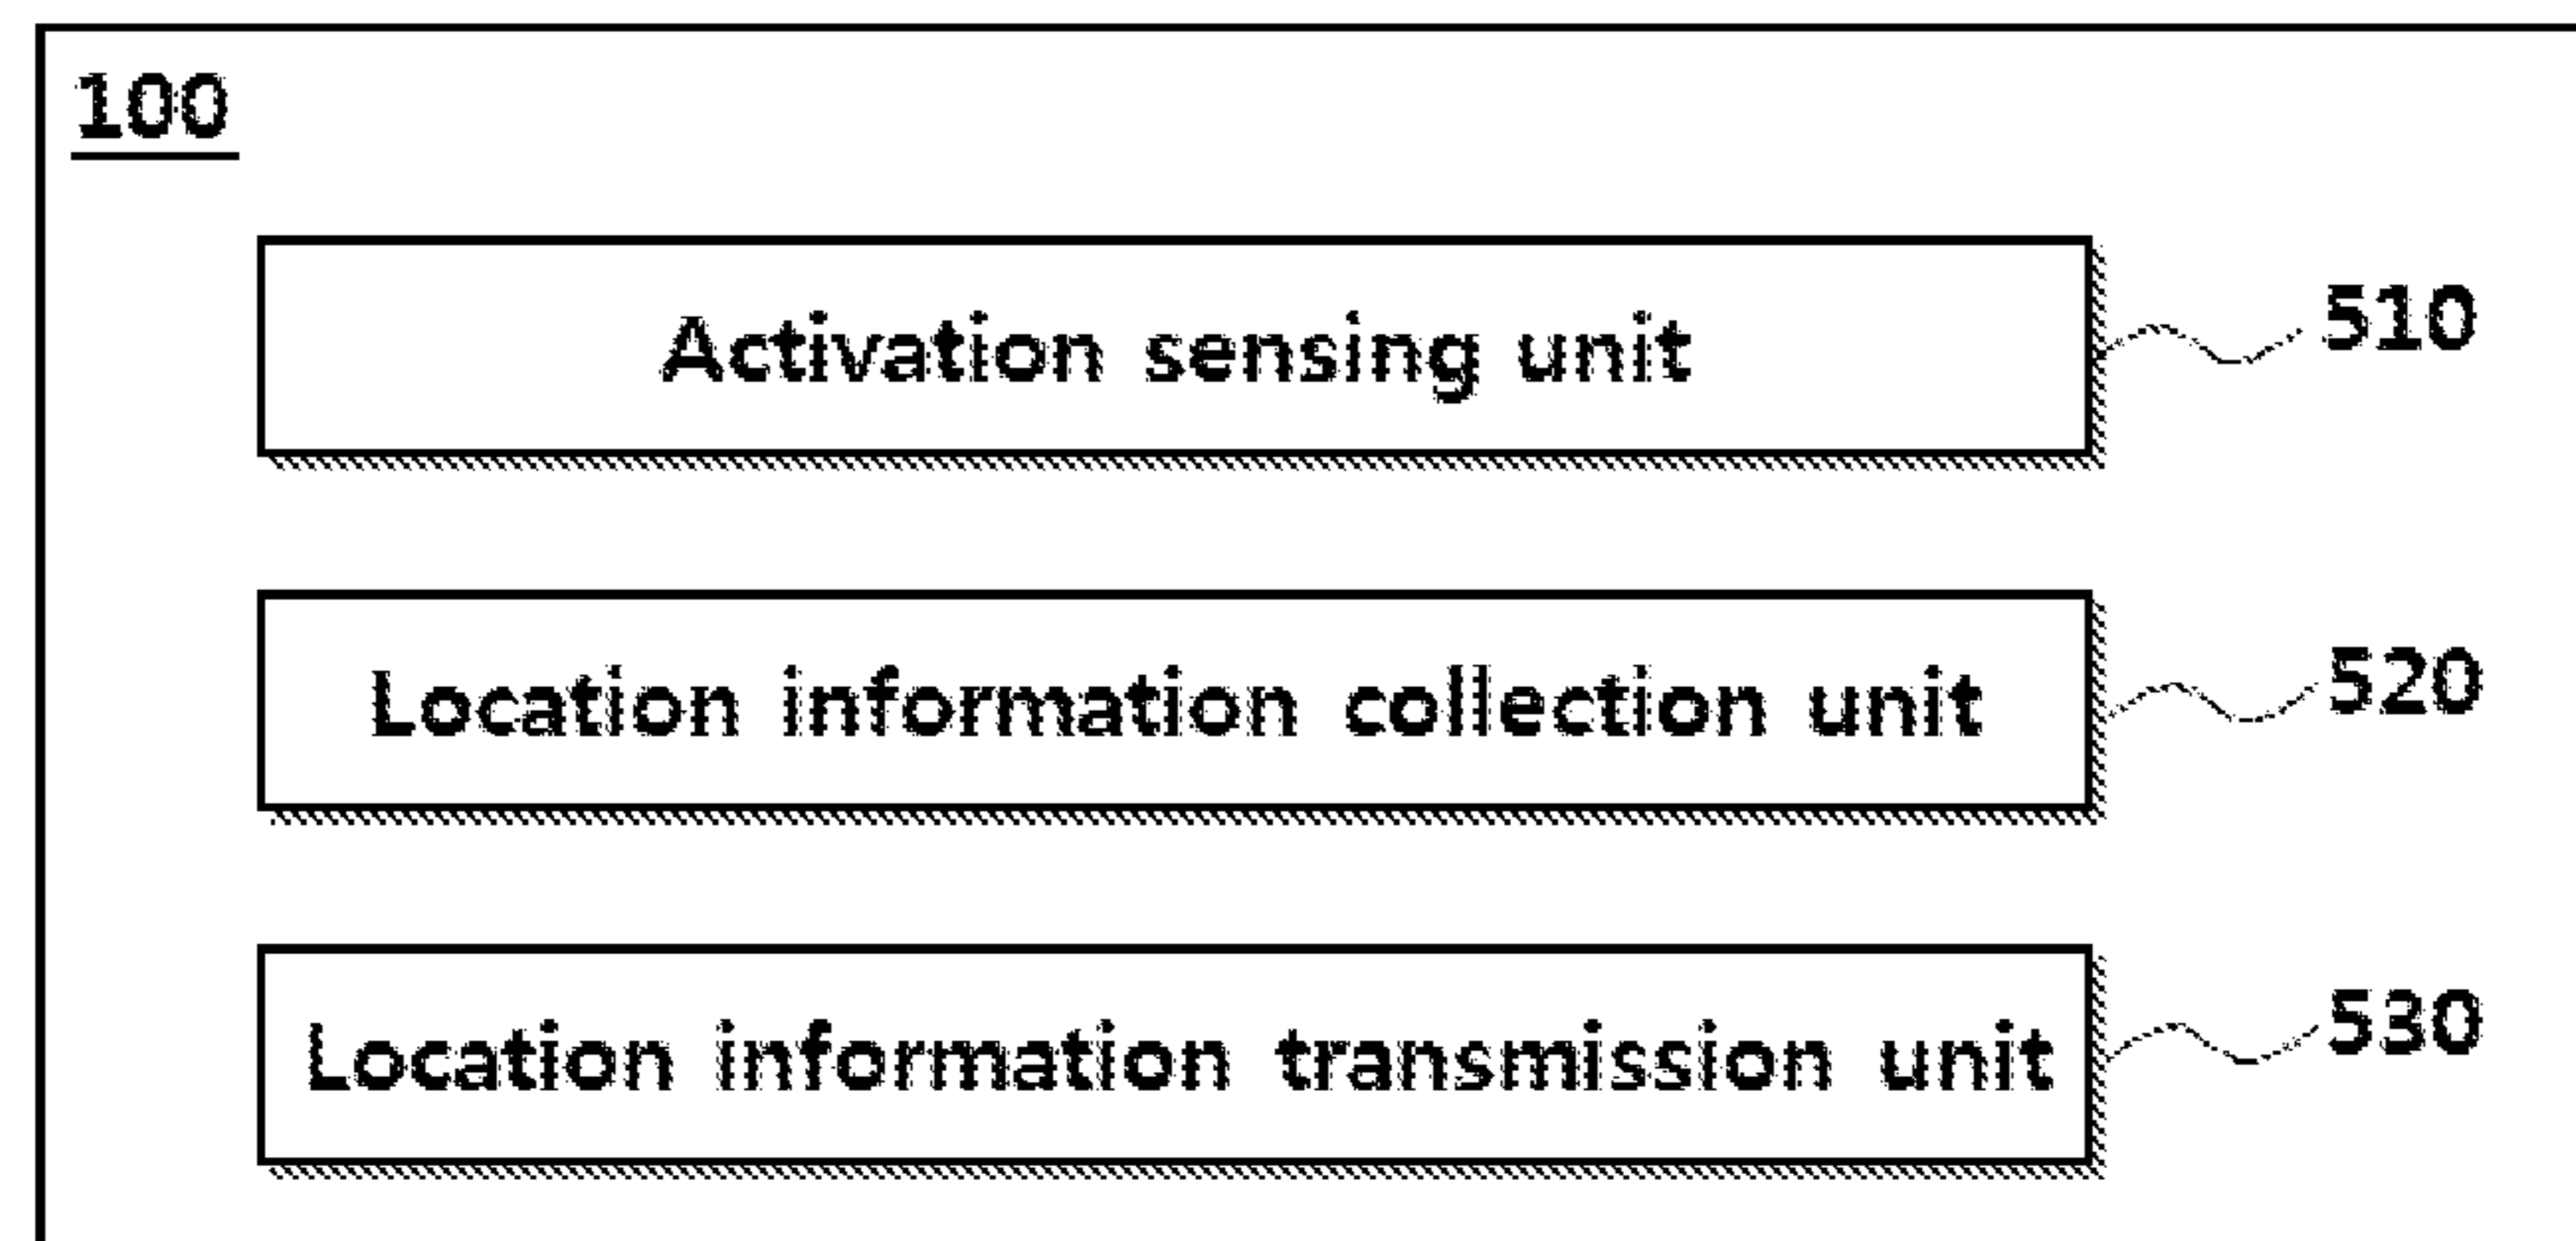 100
Activation sensing unit 510
Location information collection unit 520
Location information transmission unit 530